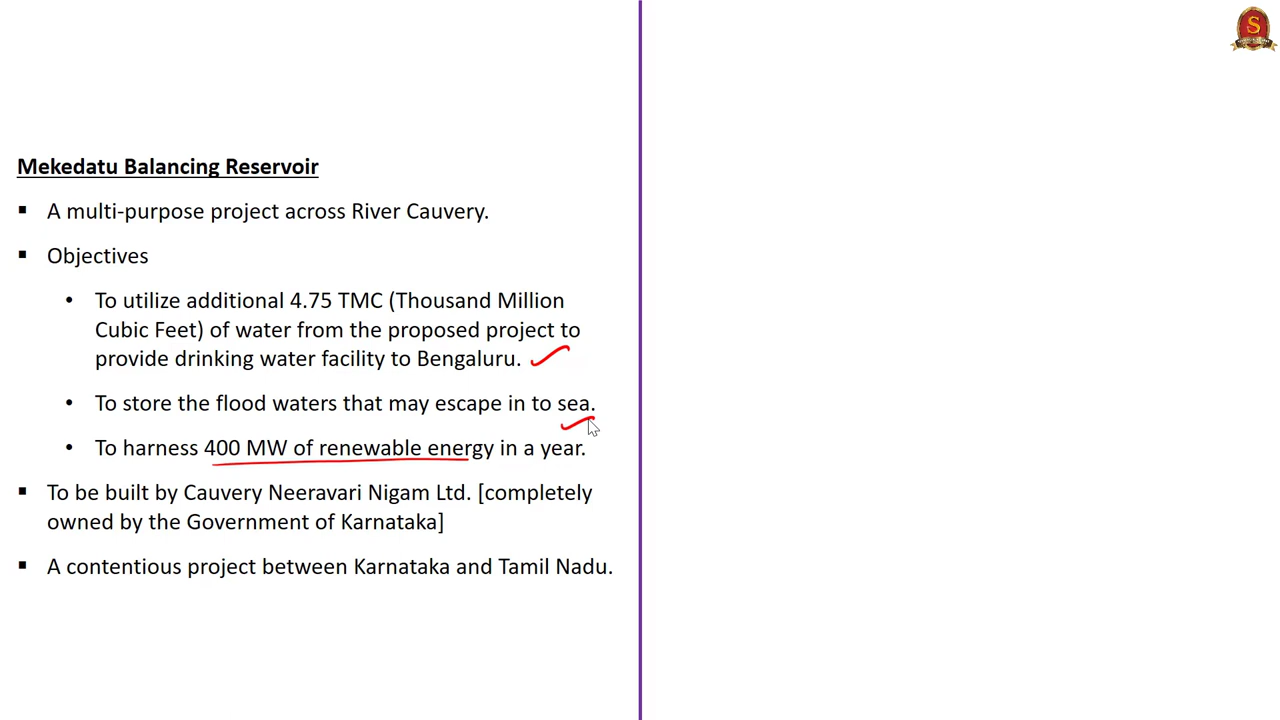 Mekedatu Balancing Reservoir
▪ A multi-purpose project across River Cauvery.
▪ Objectives
• To utilize additional 4.75 TMC (Thousand Million
Cubic Feet) of water from the proposed project to
provide drinking water facility to Bengaluru.
• To store the flood waters that may escape in to sea.
• To harness 400 MW of renewable energy in a year.
▪ To be built by Cauvery Neeravari Nigam Ltd. [completely
owned by the Government of Karnataka]
▪ A contentious project between Karnataka and Tamil Nadu.
S